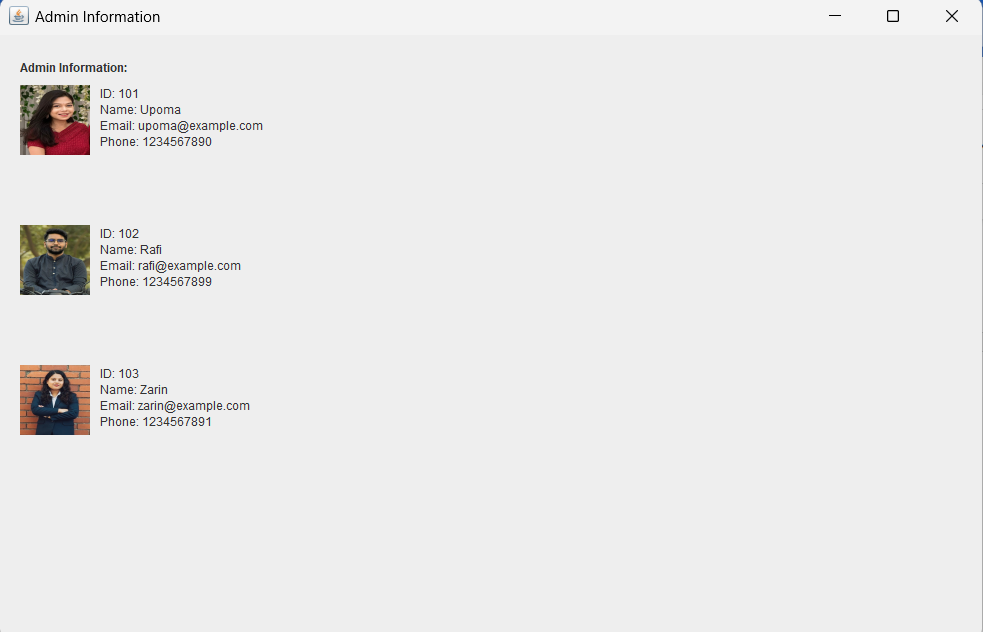 Admin Information
Admin Information:
ID: 101
Name: Upoma
Email: upoma@example.com
Phone: 1234567890
ID: 102
Name: Rafi
Email: rafi@example.com
Phone: 1234567899
ID: 103
Name: Zarin
Email: zarin@example.com
Phone: 1234567891